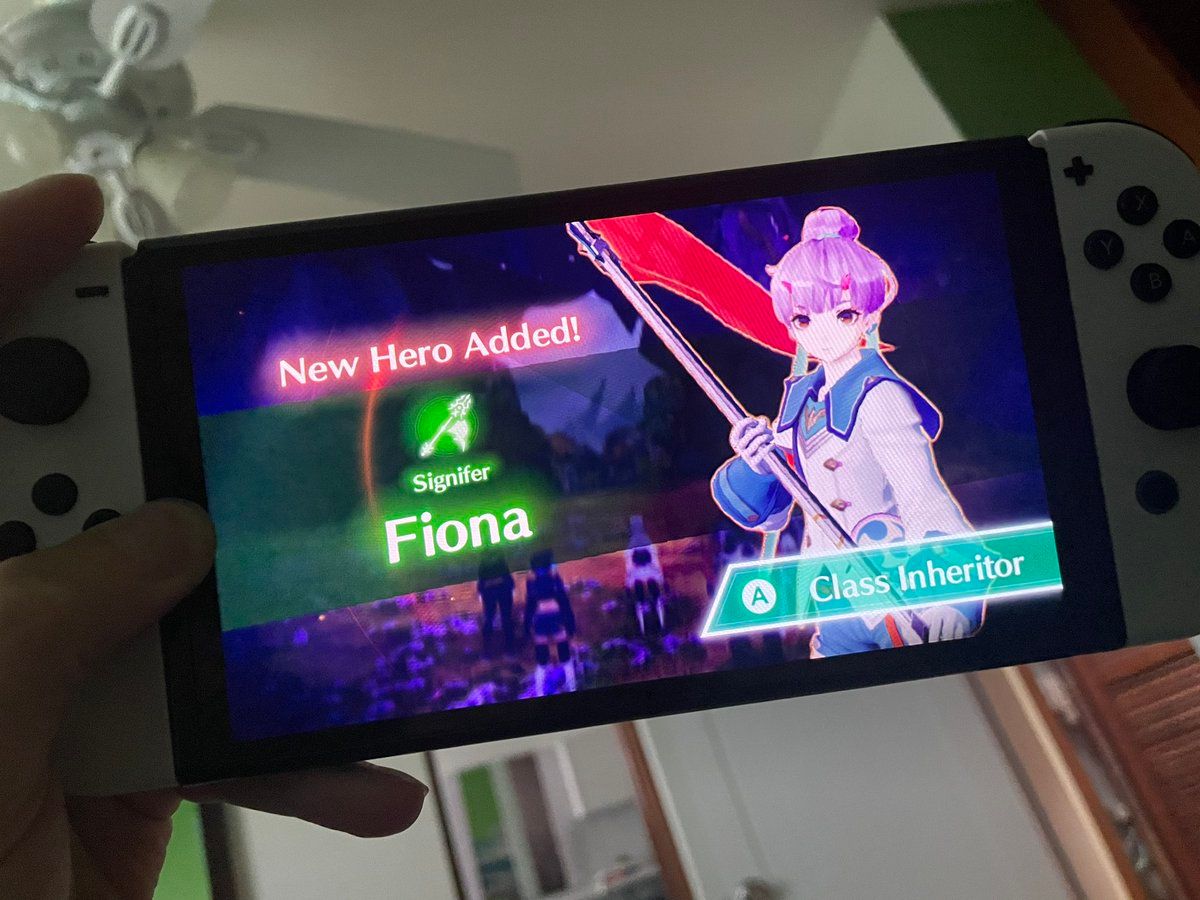 New Hero Added!
Signifer
Fiona
A Class Inheritor
X
Y
A
B